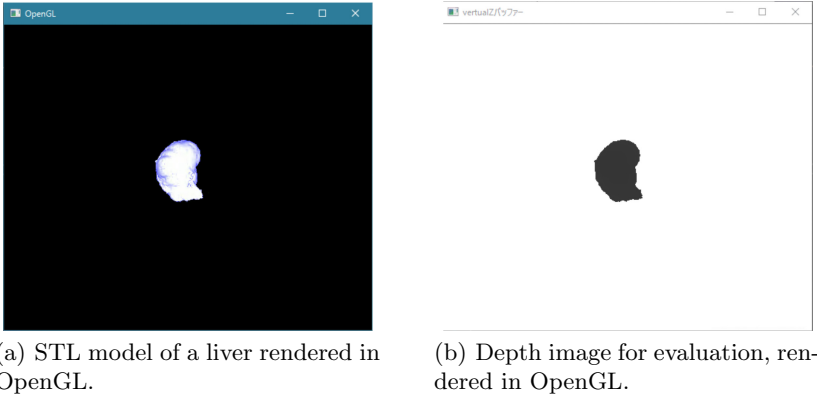 OpenGL
vertualZバッファー
(a) STL model of a liver rendered in
OpenGL.
(b) Depth image for evaluation, ren-
dered in OpenGL.